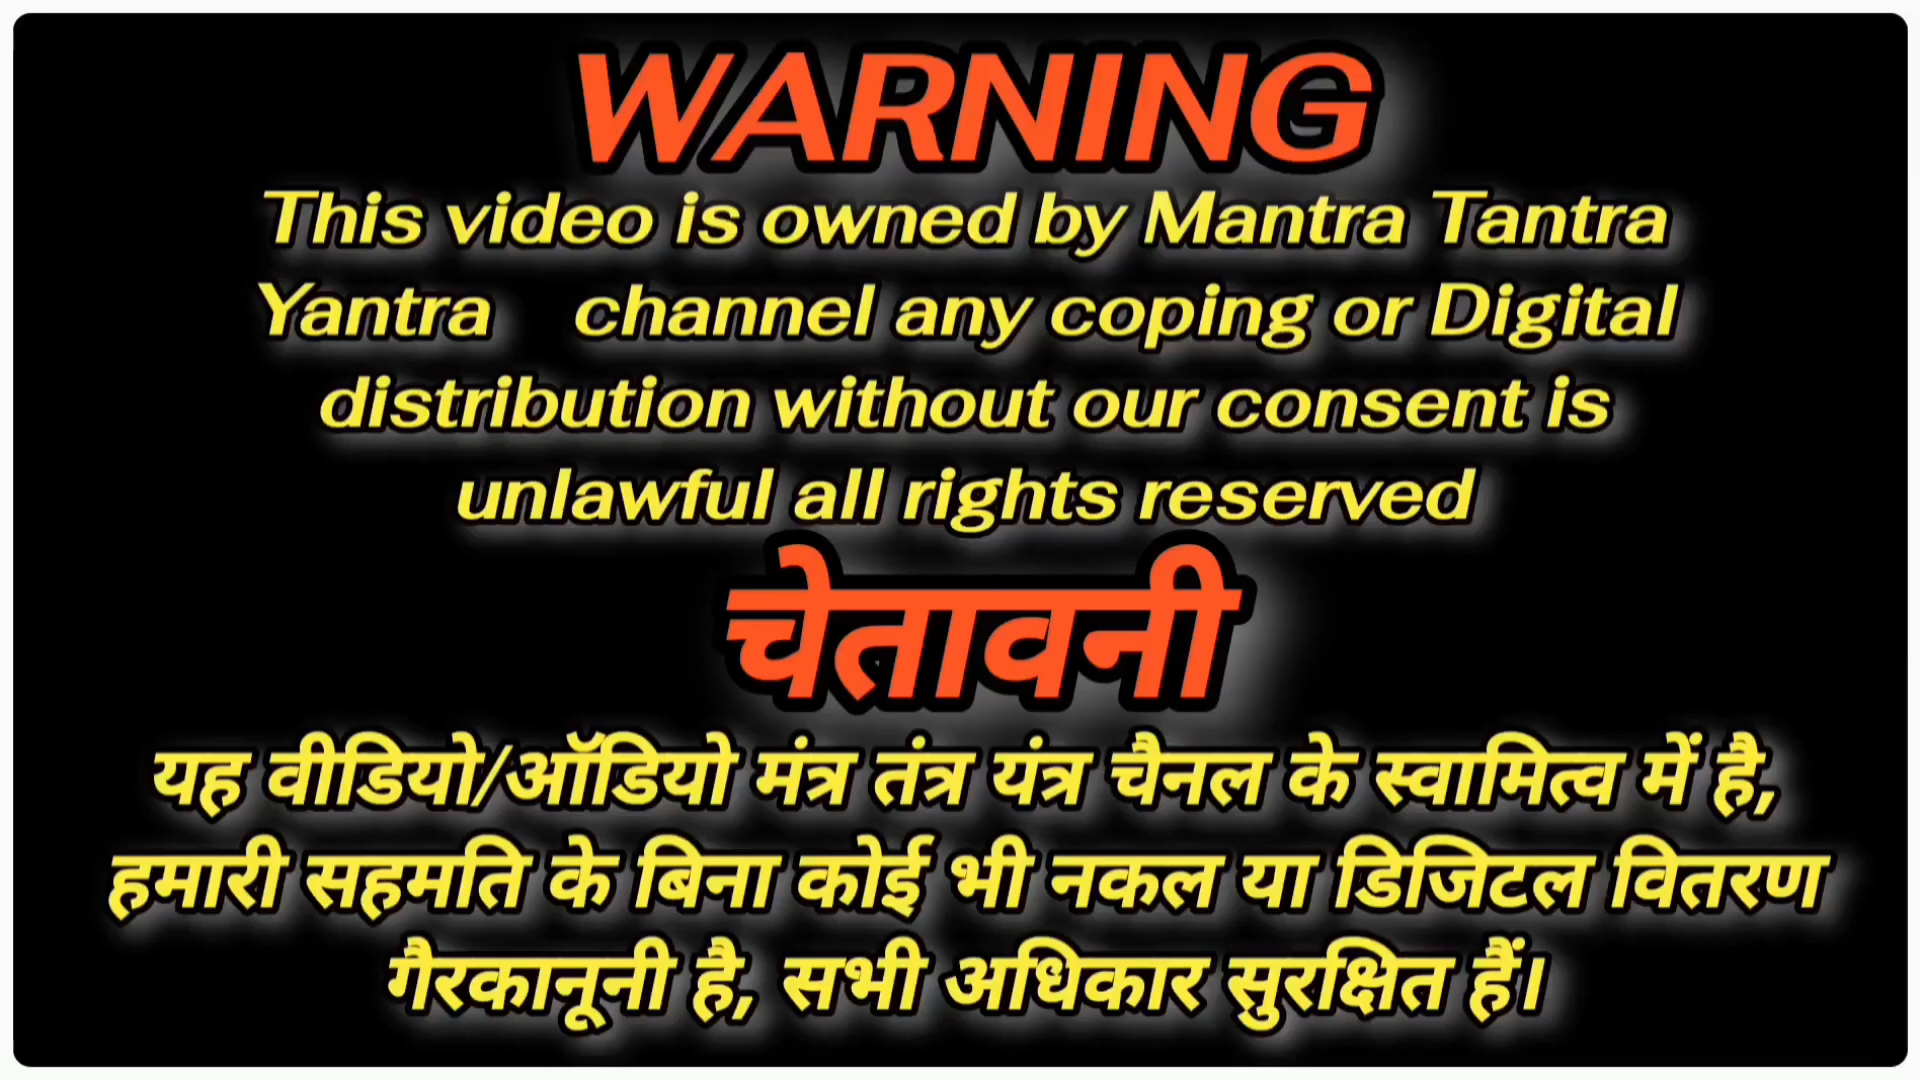 WARNING
This video is owned by Mantra Tantra
Yantra channel any coping or Digital
distribution without our consent is
unlawful all rights reserved
चेतावनी
यह वीडियो/ऑडियो मंत्र तंत्र यंत्र चैनल के स्वामित्व में है,
हमारी सहमति के बिना कोई भी नकल या डिजिटल वितरण
गैरकानूनी है, सभी अधिकार सुरक्षित हैं।